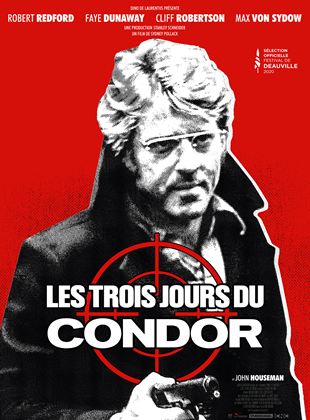 DINO DE LAURENTIIS PRÉSENTE
ROBERT REDFORD FAYE DUNAWAY CLIFF ROBERTSON MAX VON SYDOW
UNE PRODUCTION STANLEY SCHNEIDER
UN FILM DE SYDNEY POLLACK
SÉLECTION
OFFICIELLE
FESTIVAL DE
DEAUVILLE
2020
LES TROIS JOURS DU
CONDOR
et JOHN HOUSEMAN